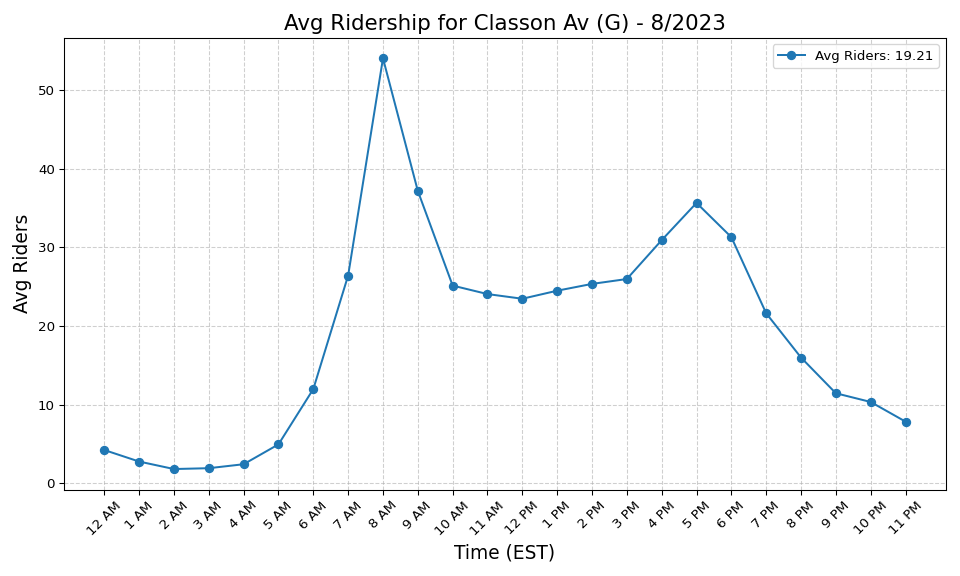 Avg Ridership for Classon Av (G) - 8/2023
Avg Riders: 19.21
Avg Riders
50
40
30
20
10
0
12 AM
1 AM
2 AM
3 AM
4 AM
5 AM
6 AM
7 AM
8 AM
9 AM
10 AM
11 AM
12 PM
1 PM
2 PM
3 PM
4 PM
5 PM
6 PM
7 PM
8 PM
9 PM
10 PM
11 PM
Time (EST)